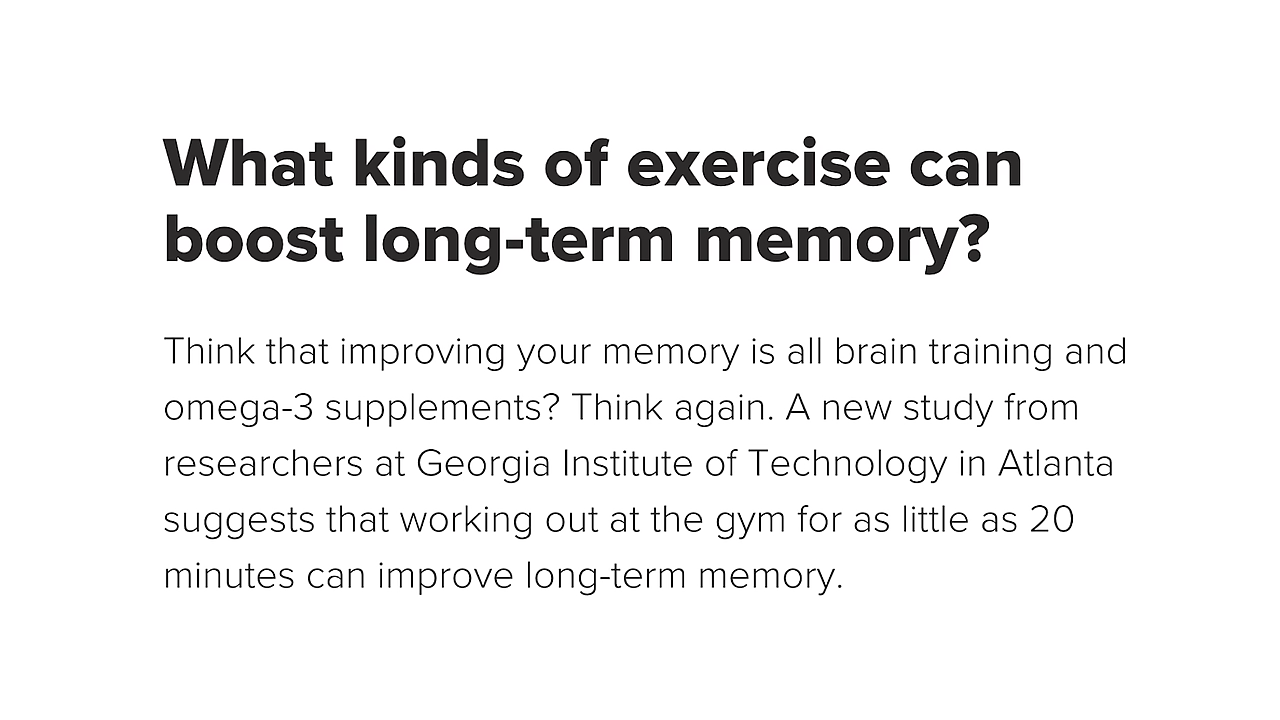 What kinds of exercise can
boost long-term memory?
Think that improving your memory is all brain training and
omega-3 supplements? Think again. A new study from
researchers at Georgia Institute of Technology in Atlanta
suggests that working out at the gym for as little as 20
minutes can improve long-term memory.